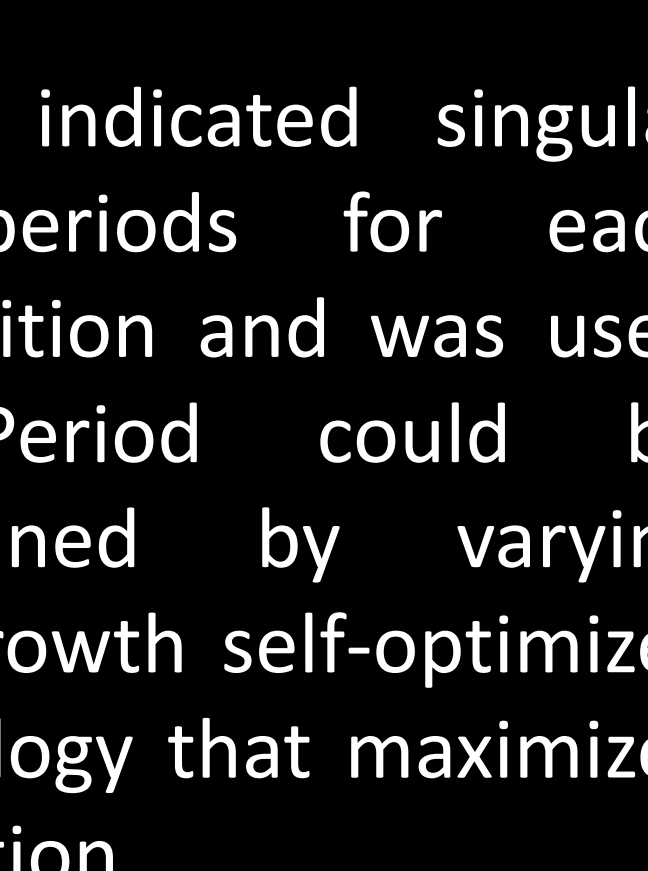 indicated singula
periods for eac
ition and was use
Period could b
ned by varyin
rowth self-optimize
logy that maximize
tion